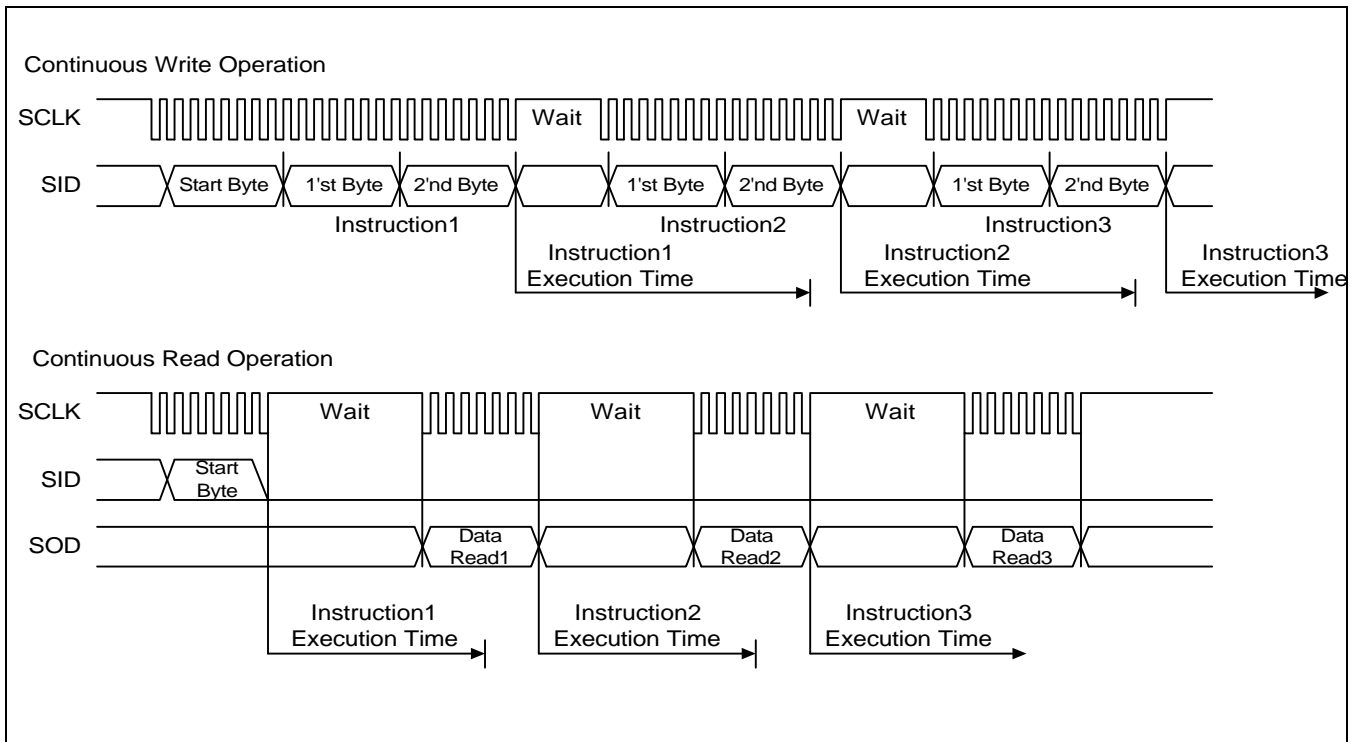 Continuous Write Operation
SCLK Wait Wait
SID Start Byte 1'st Byte 2'nd Byte 1'st Byte 2'nd Byte 1'st Byte 2'nd Byte
Instruction1 Instruction2 Instruction3
Instruction1 Instruction2 Instruction3
Execution Time Execution Time Execution Time
Continuous Read Operation
SCLK Wait Wait Wait
SID Start
Byte
SOD Data Data Data
Read1 Read2 Read3
Instruction1 Instruction2 Instruction3
Execution Time Execution Time Execution Time